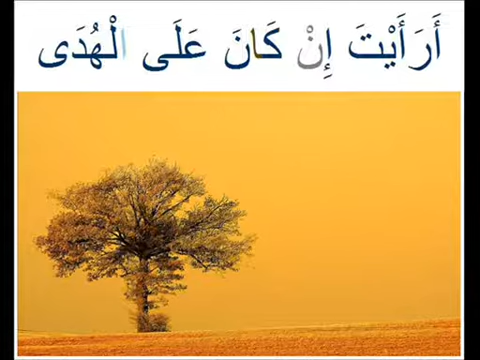 أَرَأَيْتَ إِنْ كَانَ عَلَى الْهُدَى